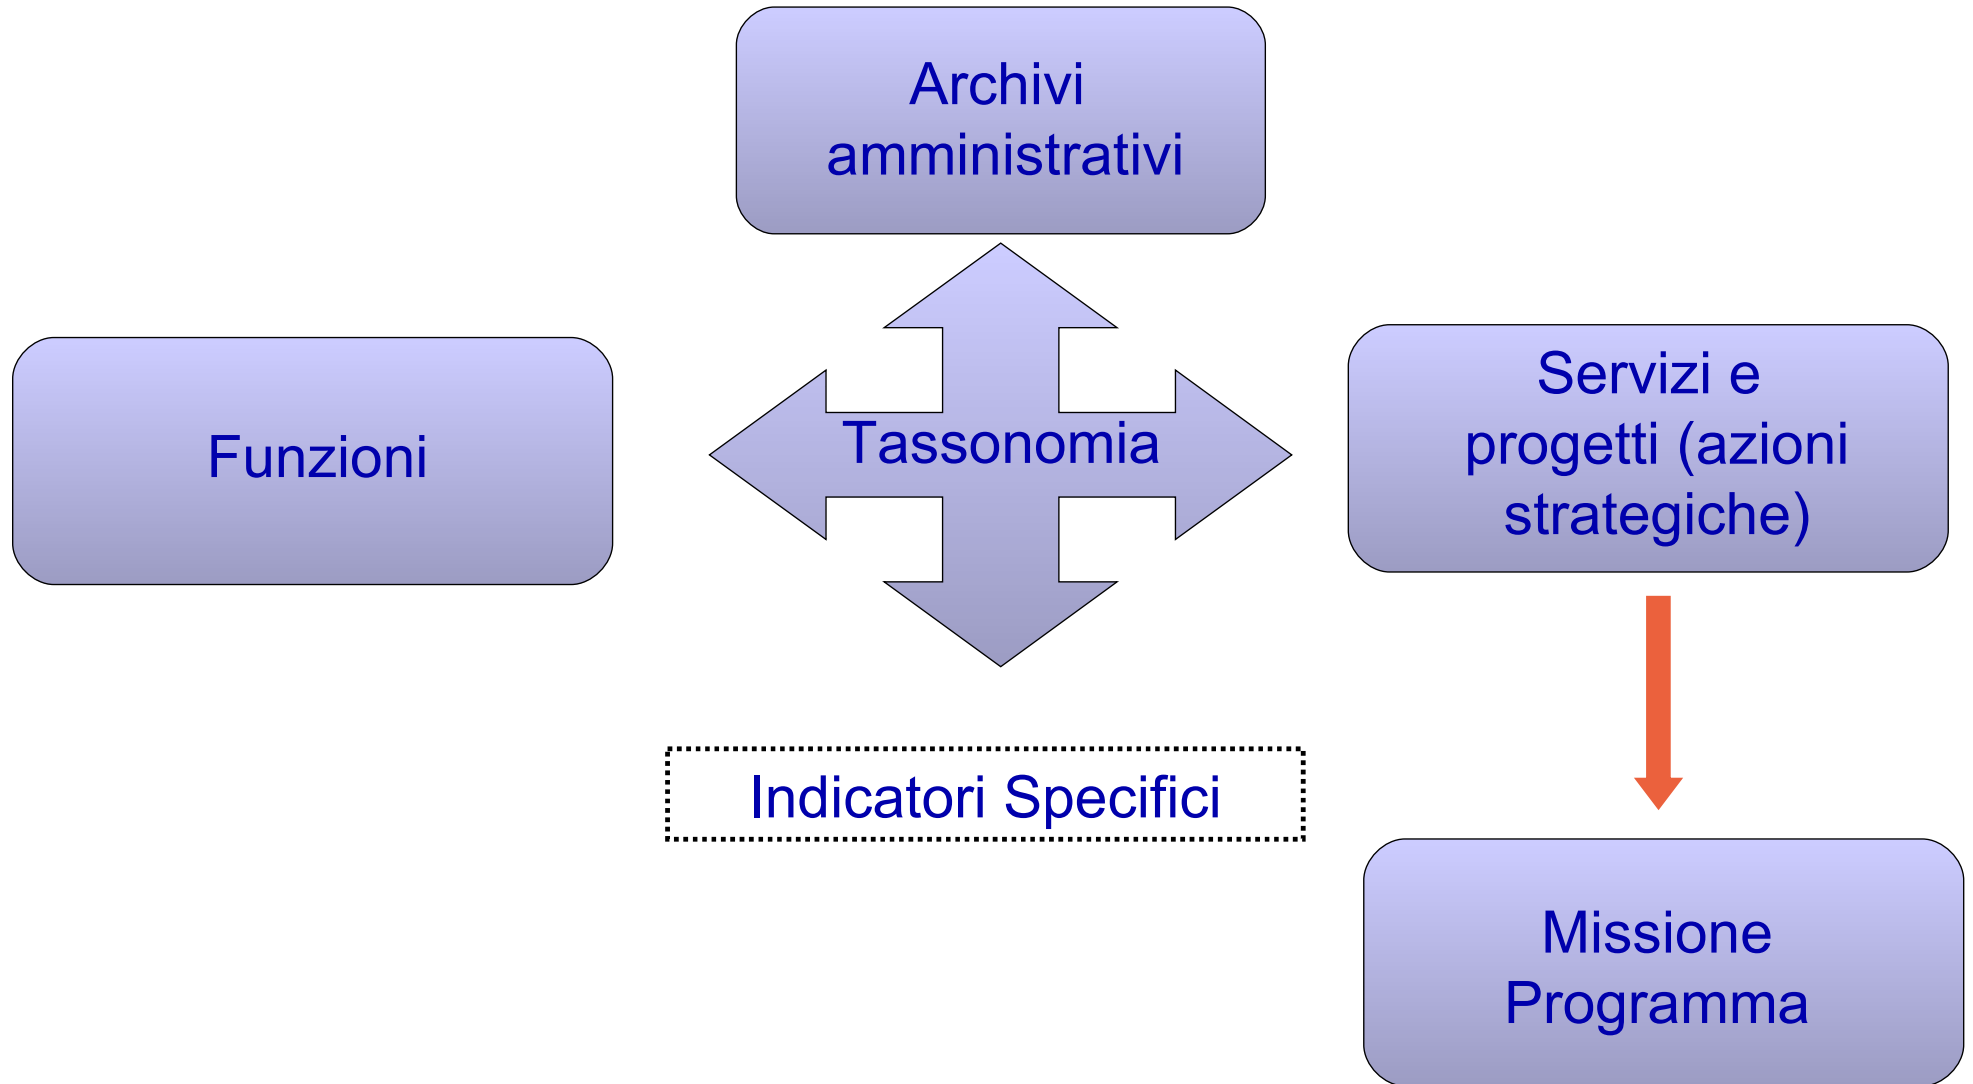 Archivi
amministrativi
Funzioni
Tassonomia
Servizi e
progetti (azioni
strategiche)
Indicatori Specifici
Missione
Programma